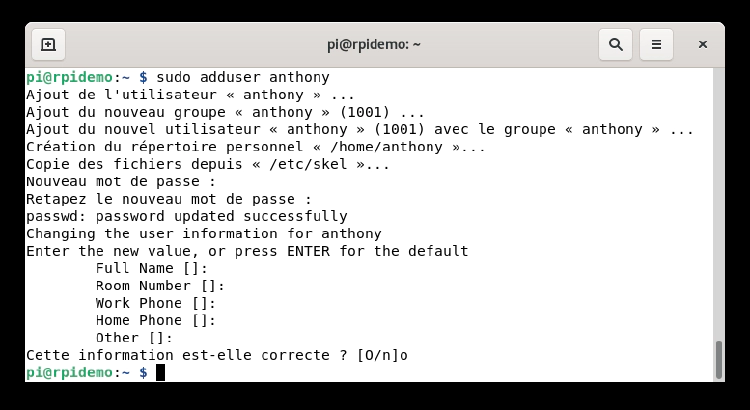 pi@rpidemo: ~
pi@rpidemo:~ $ sudo adduser anthony
Ajout de l'utilisateur « anthony » ...
Ajout du nouveau groupe « anthony » (1001) ...
Ajout du nouvel utilisateur « anthony » (1001) avec le groupe « anthony » ...
Création du répertoire personnel « /home/anthony »...
Copie des fichiers depuis « /etc/skel »...
Nouveau mot de passe :
Retapez le nouveau mot de passe :
passwd: password updated successfully
Changing the user information for anthony
Enter the new value, or press ENTER for the default
Full Name []:
Room Number []:
Work Phone []:
Home Phone []:
Other []:
Cette information est-elle correcte ? [O/n]o
pi@rpidemo:~ $